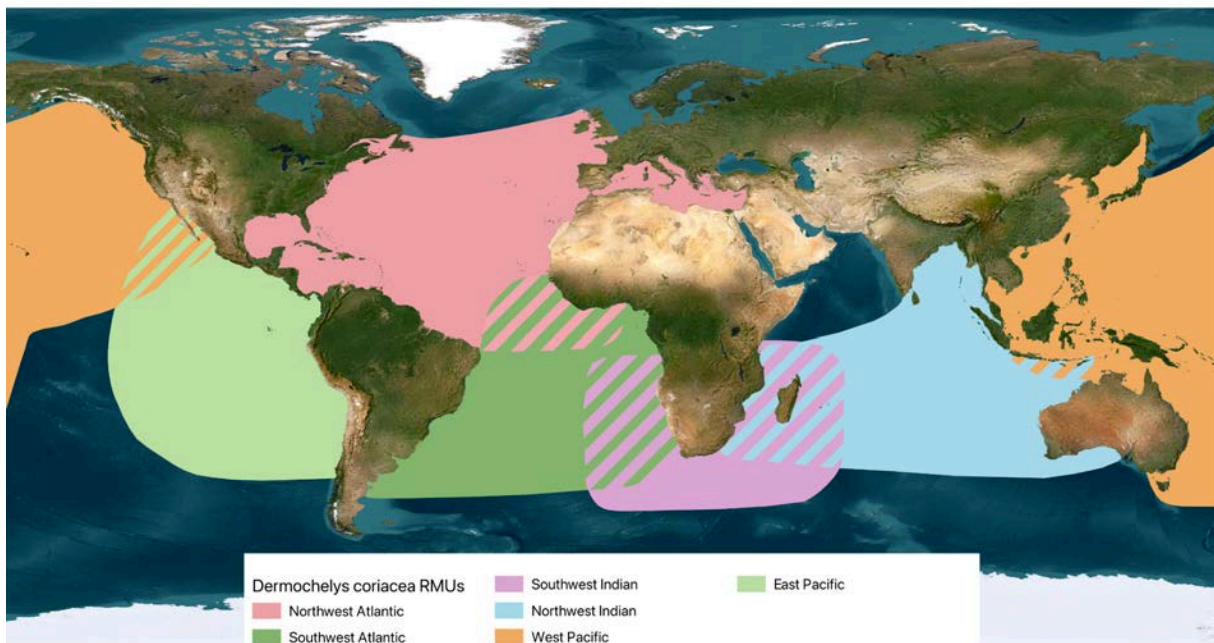 Dermochelys coriacea RMUs
Northwest Atlantic
Southwest Atlantic
Southwest Indian
Northwest Indian
West Pacific
East Pacific